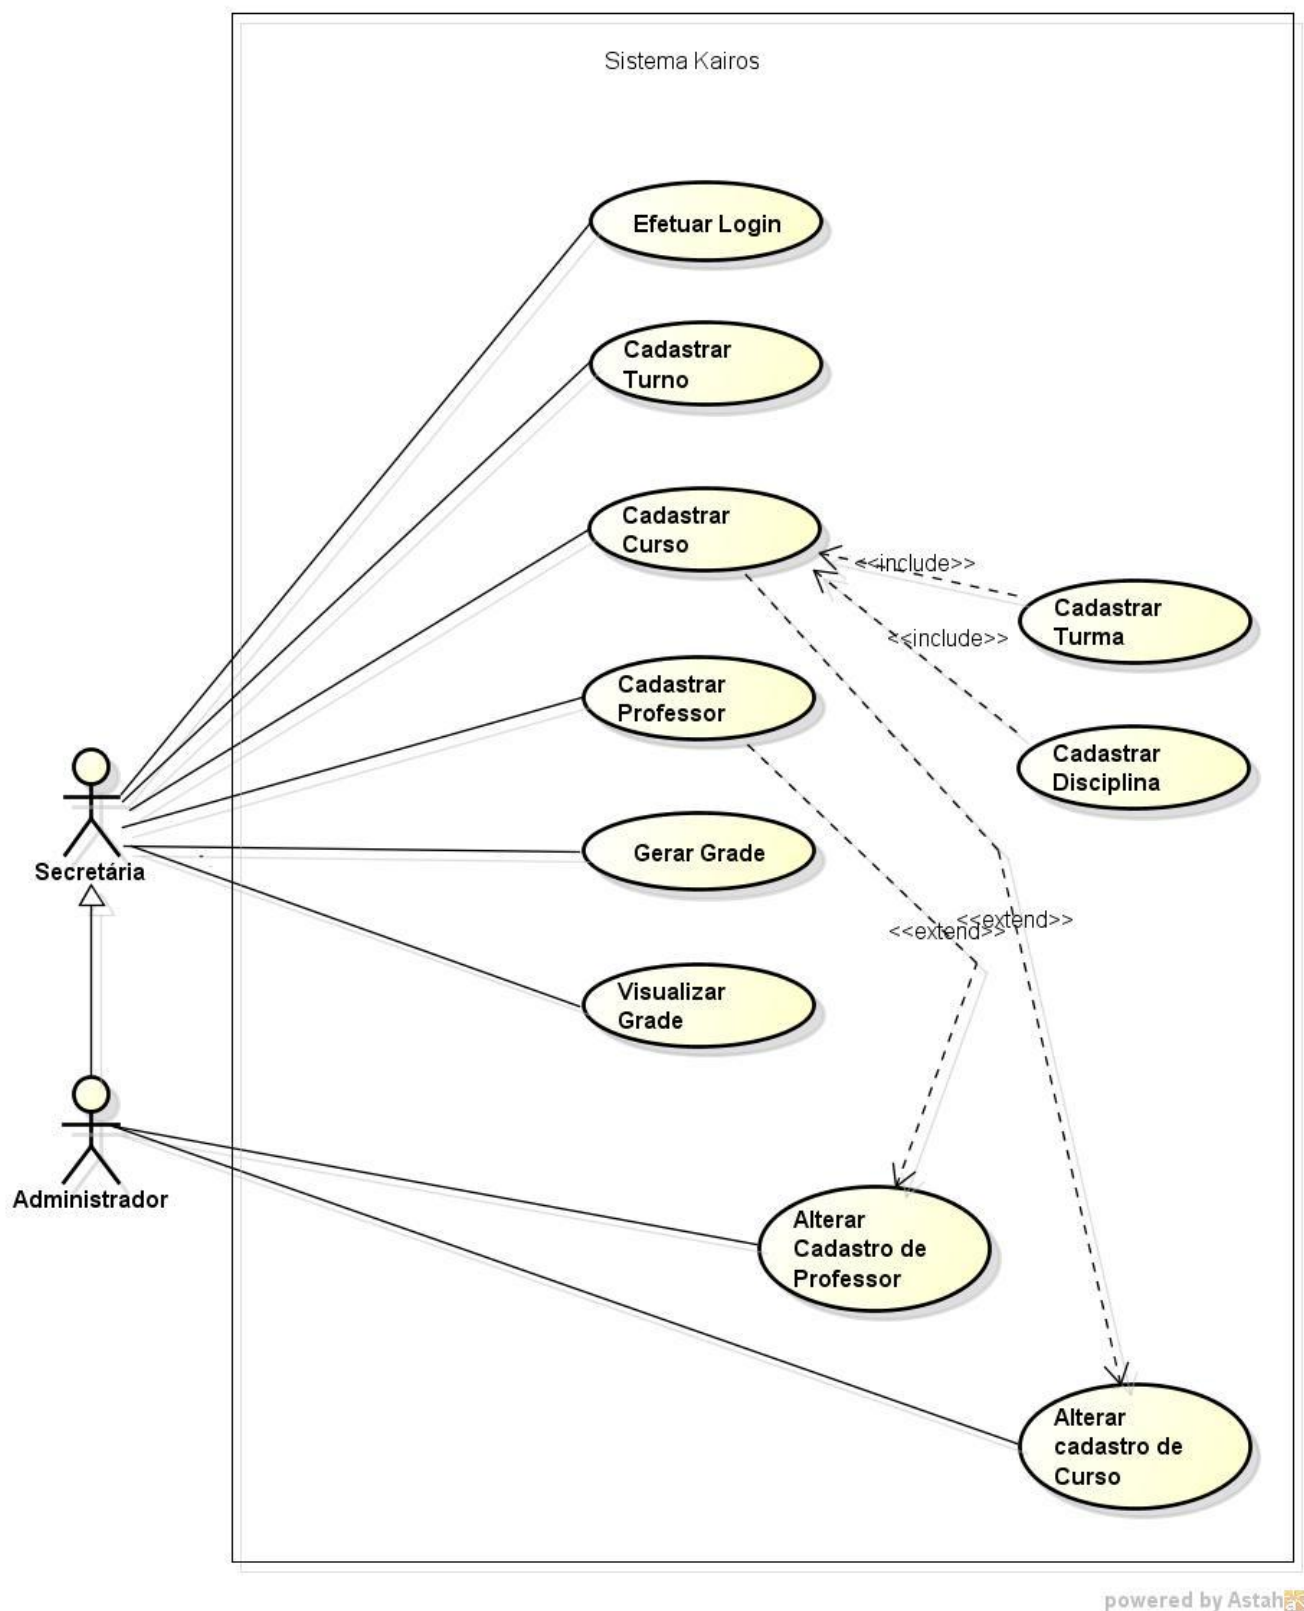 Sistema Kairos
Efetuar Login
Cadastrar
Turno
Cadastrar
Curso
<<include>>
Cadastrar
Turma
<<include>>
Cadastrar
Professor
Cadastrar
Disciplina
Gerar Grade
Secretária
<<extend>>
<<extend>>
Visualizar
Grade
Administrador
Alterar
Cadastro de
Professor
Alterar
cadastro de
Curso
powered by Astah